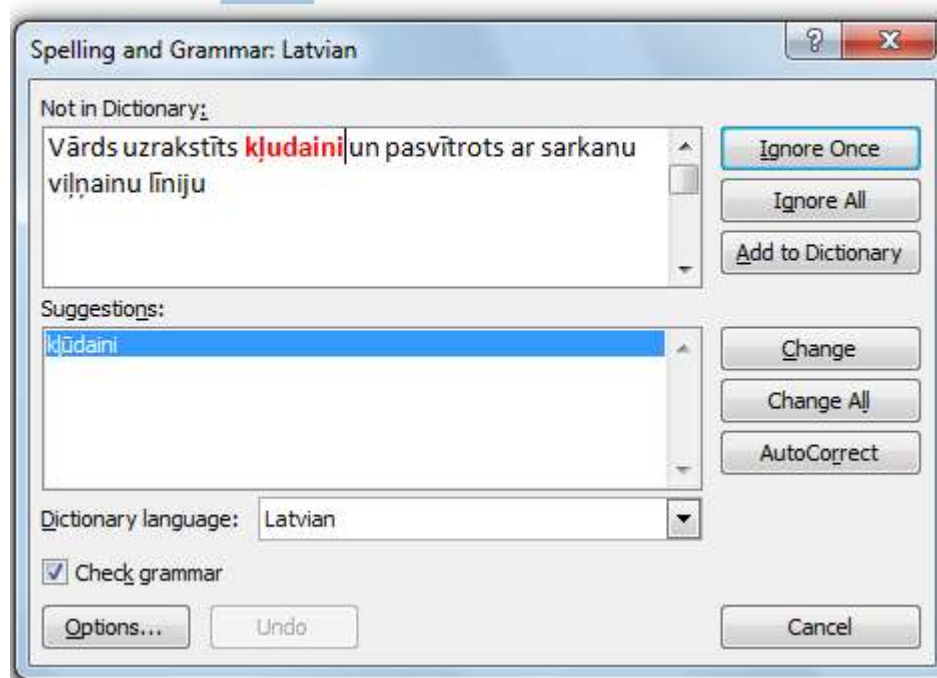 Spelling and Grammar: Latvian
Not in Dictionary:
Vārds uzrakstīts kļudaini un pasvītrots ar sarkanu
viļņainu līniju
Ignore Once
Ignore All
Add to Dictionary
Suggestions:
kļūdaini
Change
Change All
AutoCorrect
Dictionary language: Latvian
Check grammar
Options... Undo Cancel